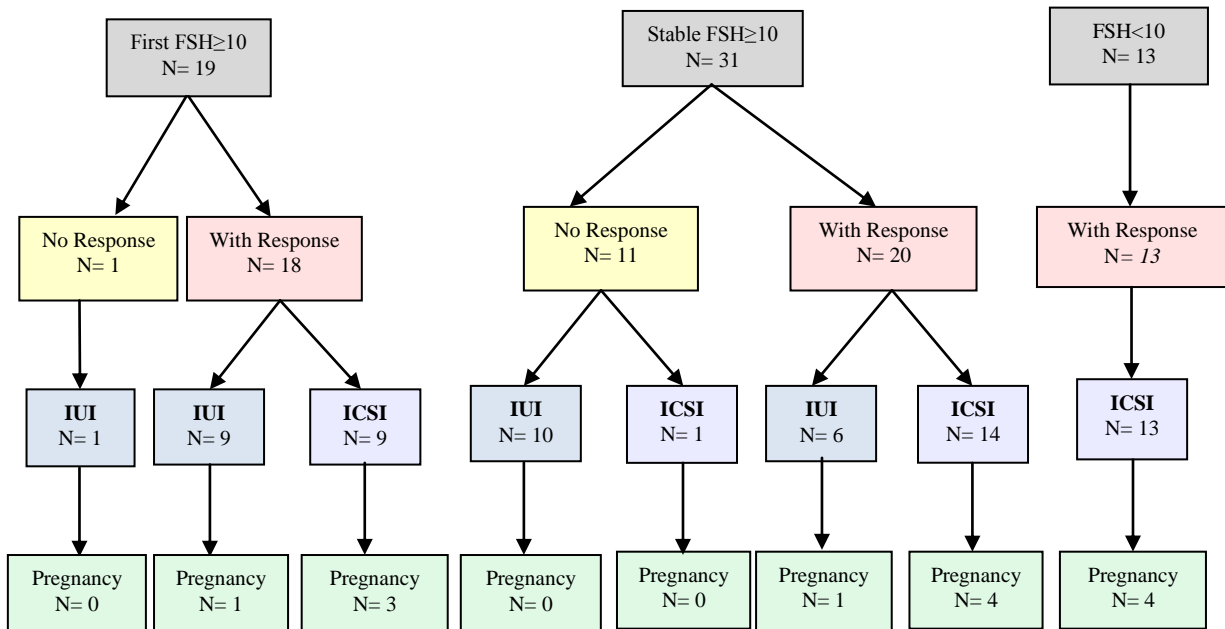 First FSH≥10
N= 19
Stable FSH≥10
N= 31
FSH<10
N= 13
No Response
N= 1
With Response
N= 18
No Response
N= 11
With Response
N= 20
With Response
N= 13
IUI
N= 1
IUI
N= 9
ICSI
N= 9
IUI
N= 10
ICSI
N= 1
IUI
N= 6
ICSI
N= 14
ICSI
N= 13
Pregnancy
N= 0
Pregnancy
N= 1
Pregnancy
N= 3
Pregnancy
N= 0
Pregnancy
N= 0
Pregnancy
N= 1
Pregnancy
N= 4
Pregnancy
N= 4